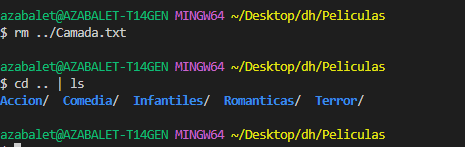 azabalet@AZABALET-T14GEN MINGW64 ~/Desktop/dh/Peliculas
$ rm ../Camada.txt
azabalet@AZABALET-T14GEN MINGW64 ~/Desktop/dh/Peliculas
$ cd .. | ls
Accion/  Comedia/  Infantiles/  Romanticas/  Terror/
azabalet@AZABALET-T14GEN MINGW64 ~/Desktop/dh/Peliculas
$